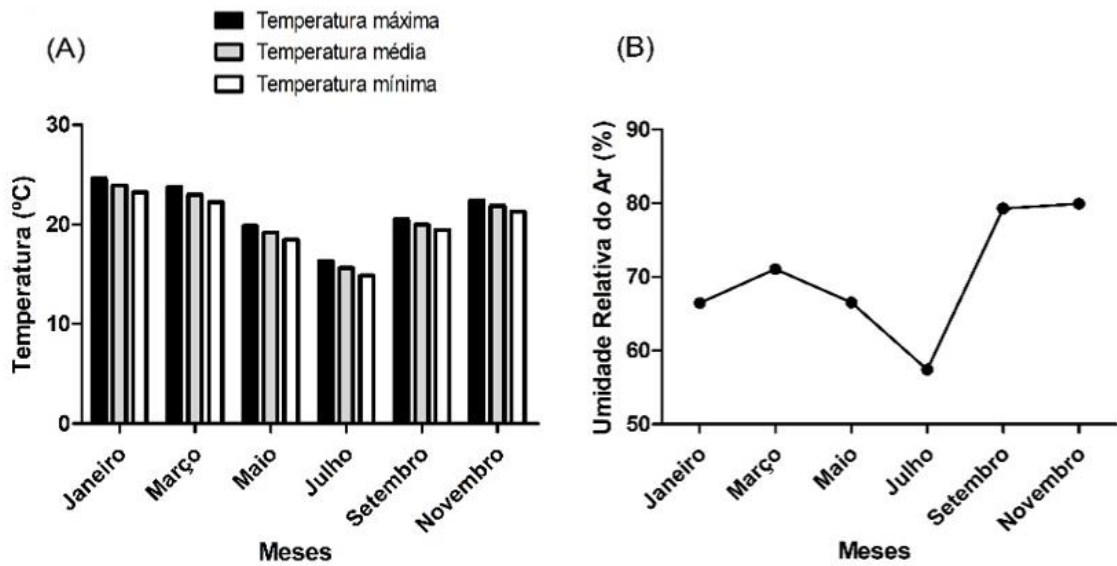 (A)
Temperatura máxima
Temperatura média
Temperatura mínima
Temperatura (ºC)
30
20
10
0
Janeiro
Março
Maio
Julho
Setembro
Novembro
Meses
(B)
Umidade Relativa do Ar (%)
90
80
70
60
50
Janeiro
Março
Maio
Julho
Setembro
Novembro
Meses